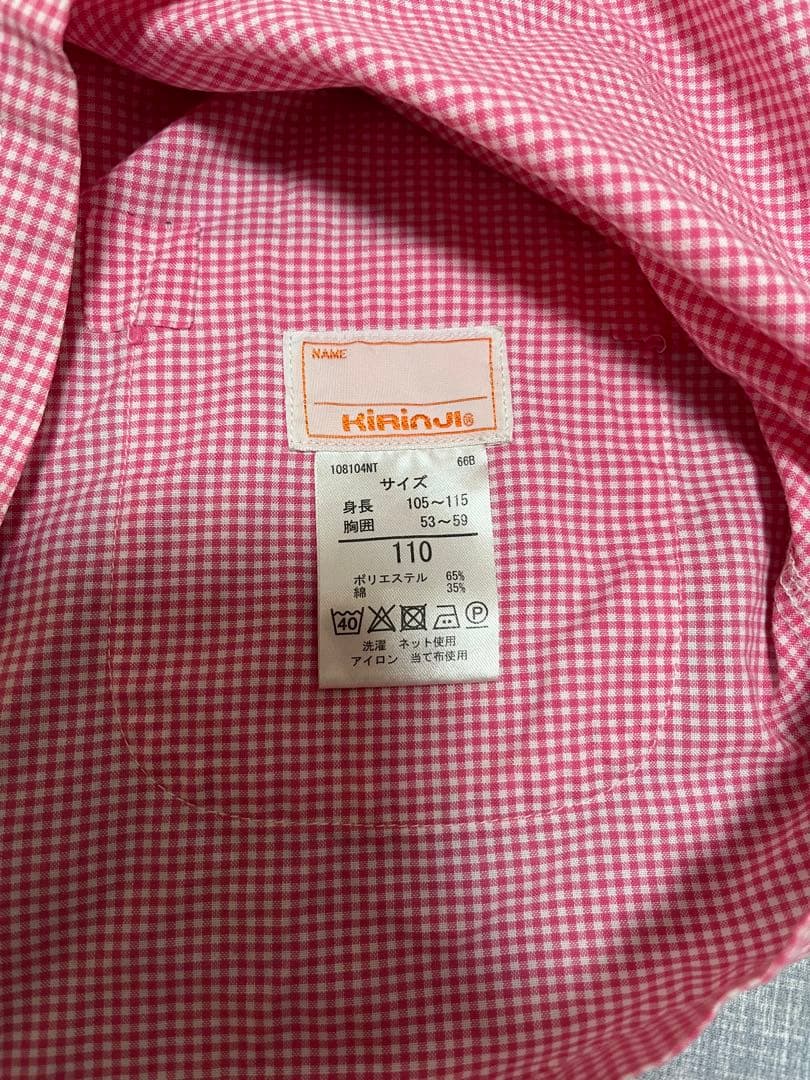 NAME
KiRinJI®
108104NT 66B
サイズ
身長 105～115
胸囲 53～59
110
ポリエステル 65%
綿 35%
40 P
洗濯 ネット使用
アイロン 当て布使用